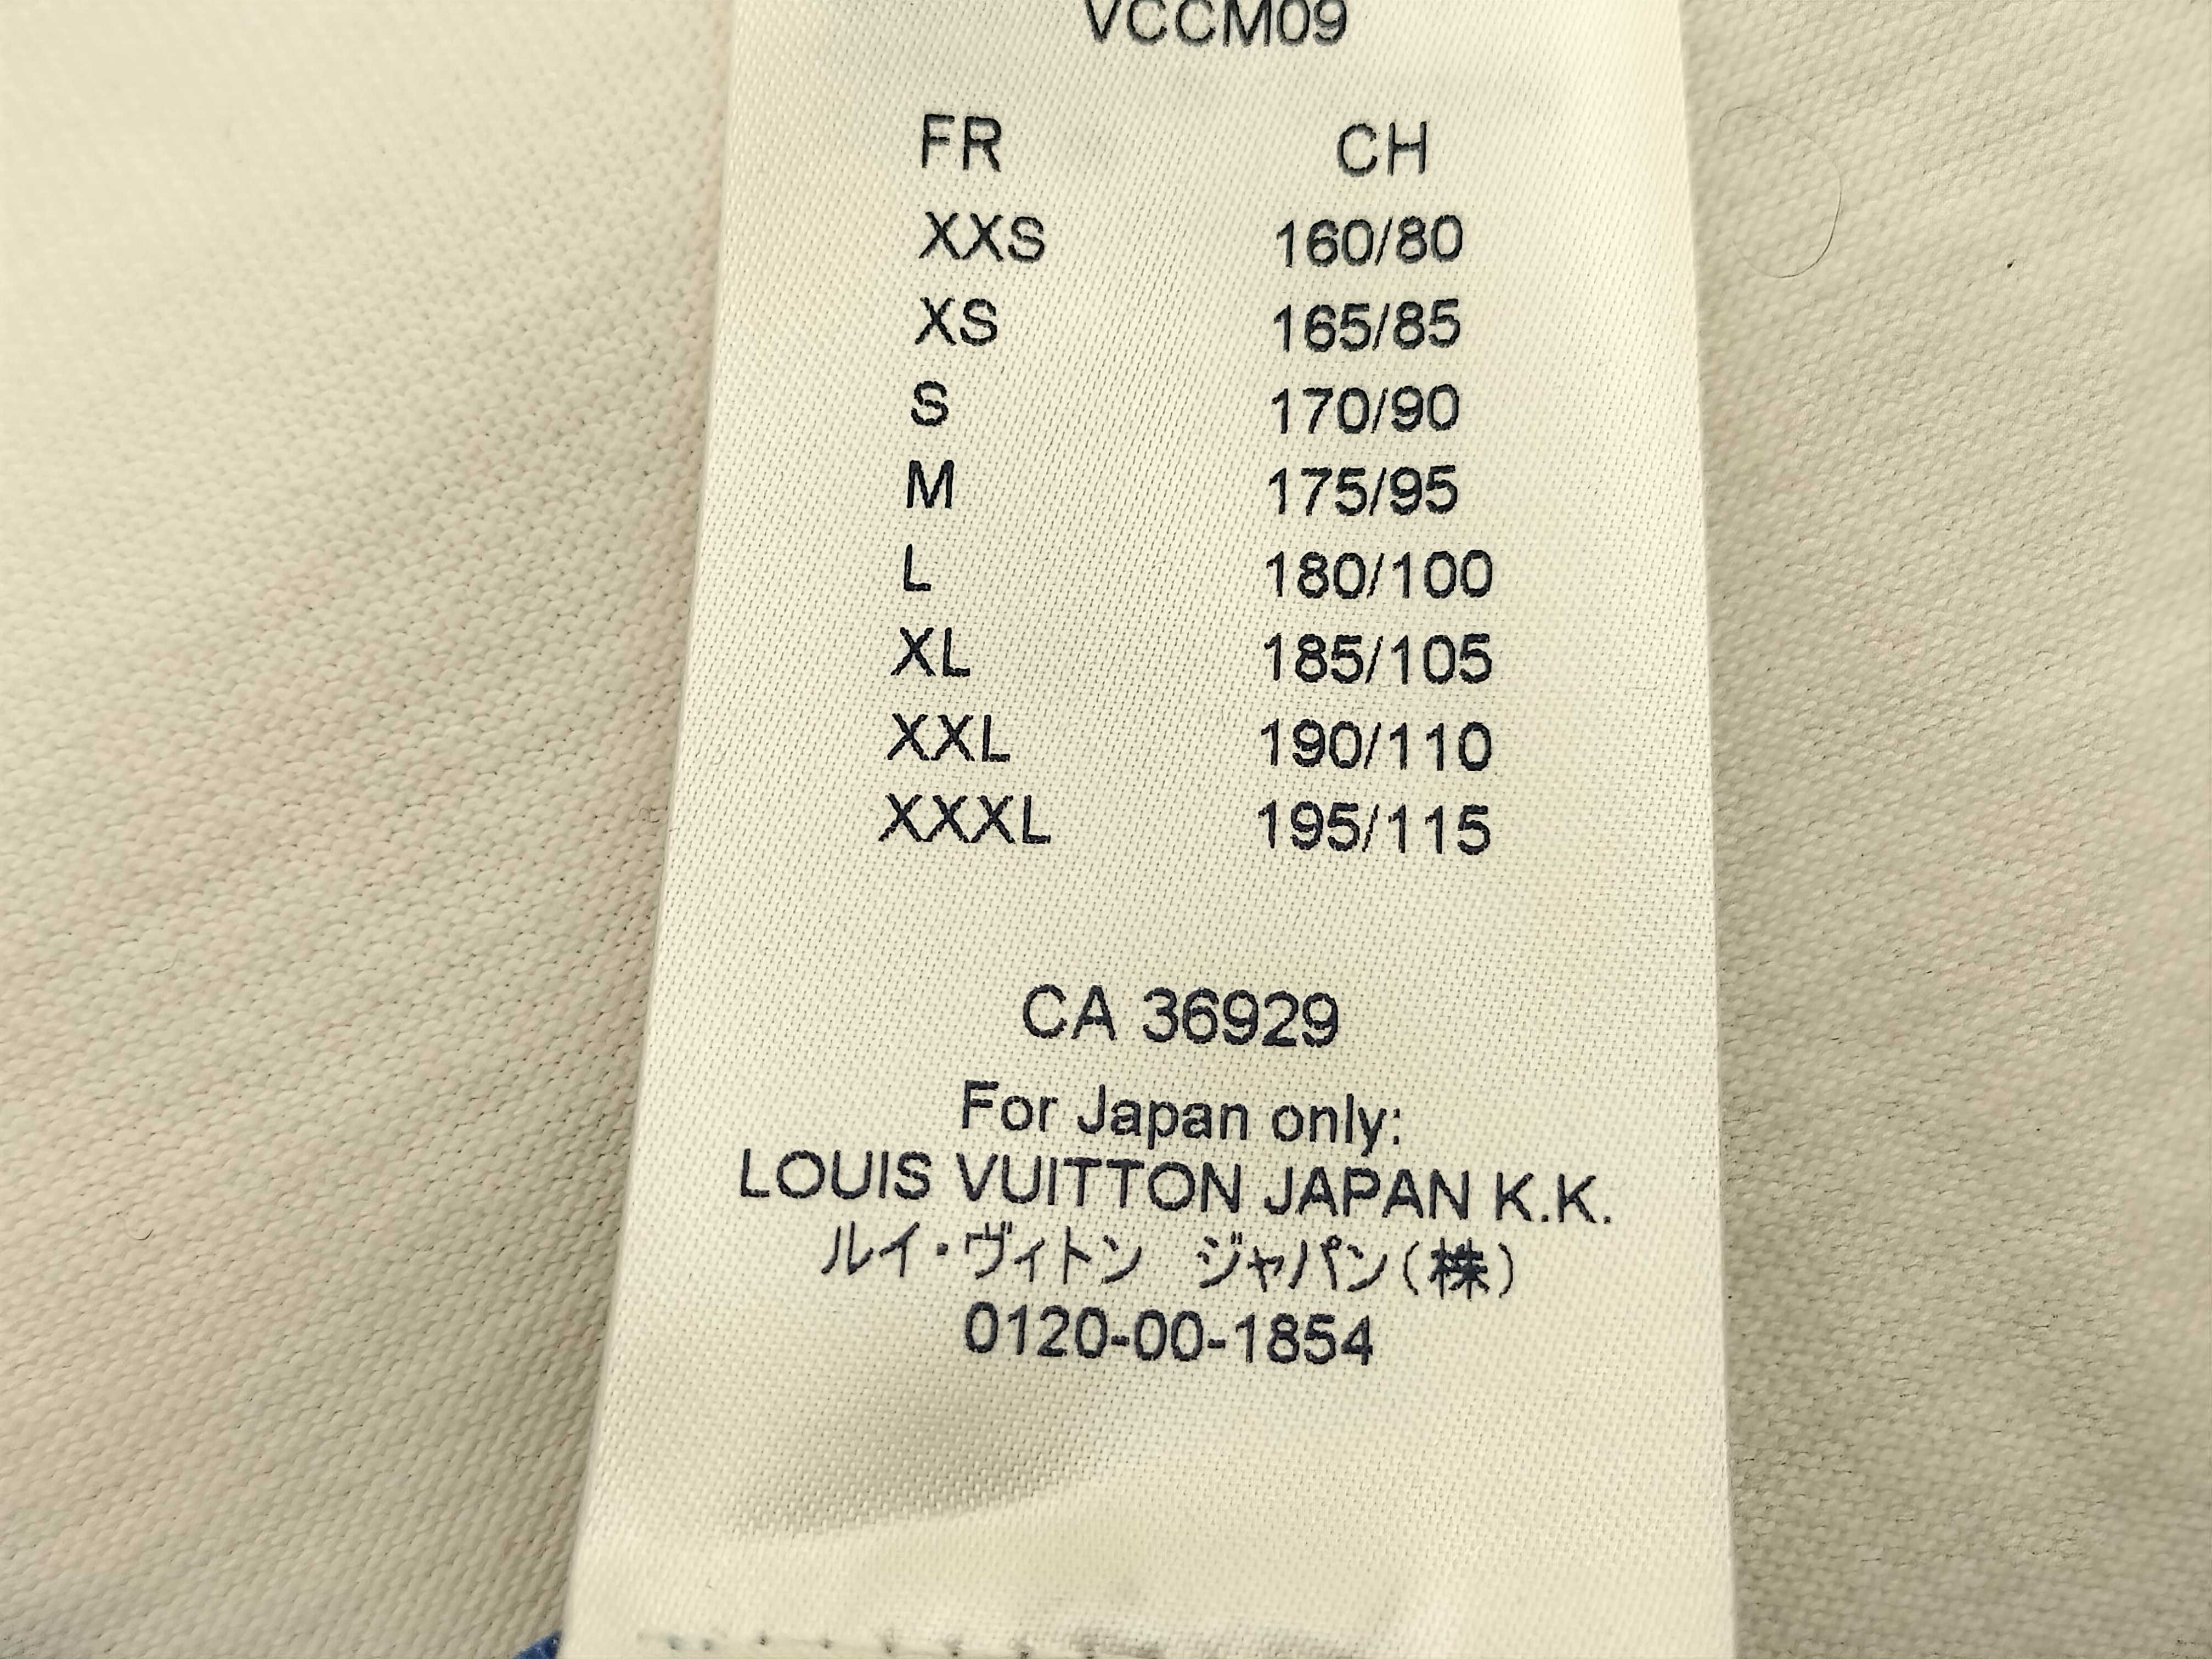 VCCM09
FR CH
XXS 160/80
XS 165/85
S 170/90
M 175/95
L 180/100
XL 185/105
XXL 190/110
XXXL 195/115
CA 36929
For Japan only:
LOUIS VUITTON JAPAN K.K.
ルイ・ヴィトン　ジャパン(株)
0120-00-1854